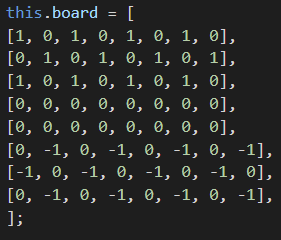 this.board = [
[1, 0, 1, 0, 1, 0, 1, 0],
[0, 1, 0, 1, 0, 1, 0, 1],
[1, 0, 1, 0, 1, 0, 1, 0],
[0, 0, 0, 0, 0, 0, 0, 0],
[0, 0, 0, 0, 0, 0, 0, 0],
[0, -1, 0, -1, 0, -1, 0, -1],
[-1, 0, -1, 0, -1, 0, -1, 0],
[0, -1, 0, -1, 0, -1, 0, -1],
];